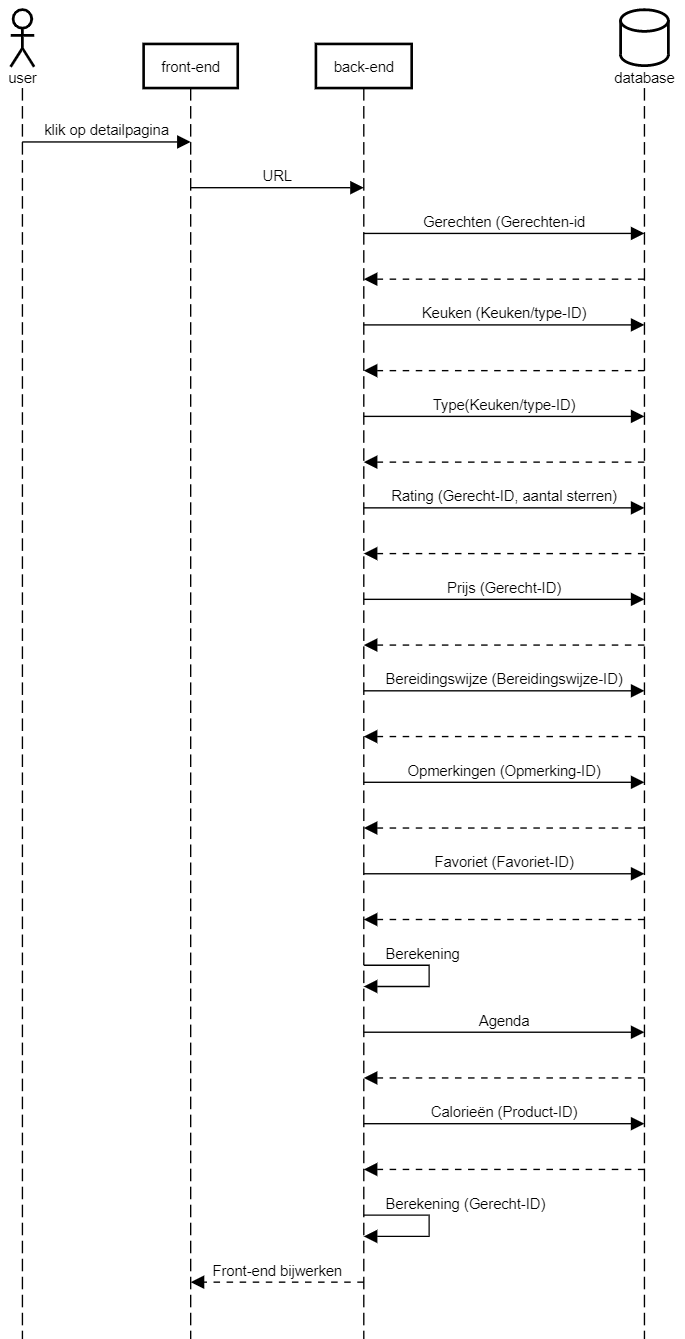 user
front-end
back-end
database
klik op detailpagina
URL
Gerechten (Gerechten-id
Keuken (Keuken/type-ID)
Type(Keuken/type-ID)
Rating (Gerecht-ID, aantal sterren)
Prijs (Gerecht-ID)
Bereidingswijze (Bereidingswijze-ID)
Opmerkingen (Opmerking-ID)
Favoriet (Favoriet-ID)
Berekening
Agenda
Calorieën (Product-ID)
Berekening (Gerecht-ID)
Front-end bijwerken